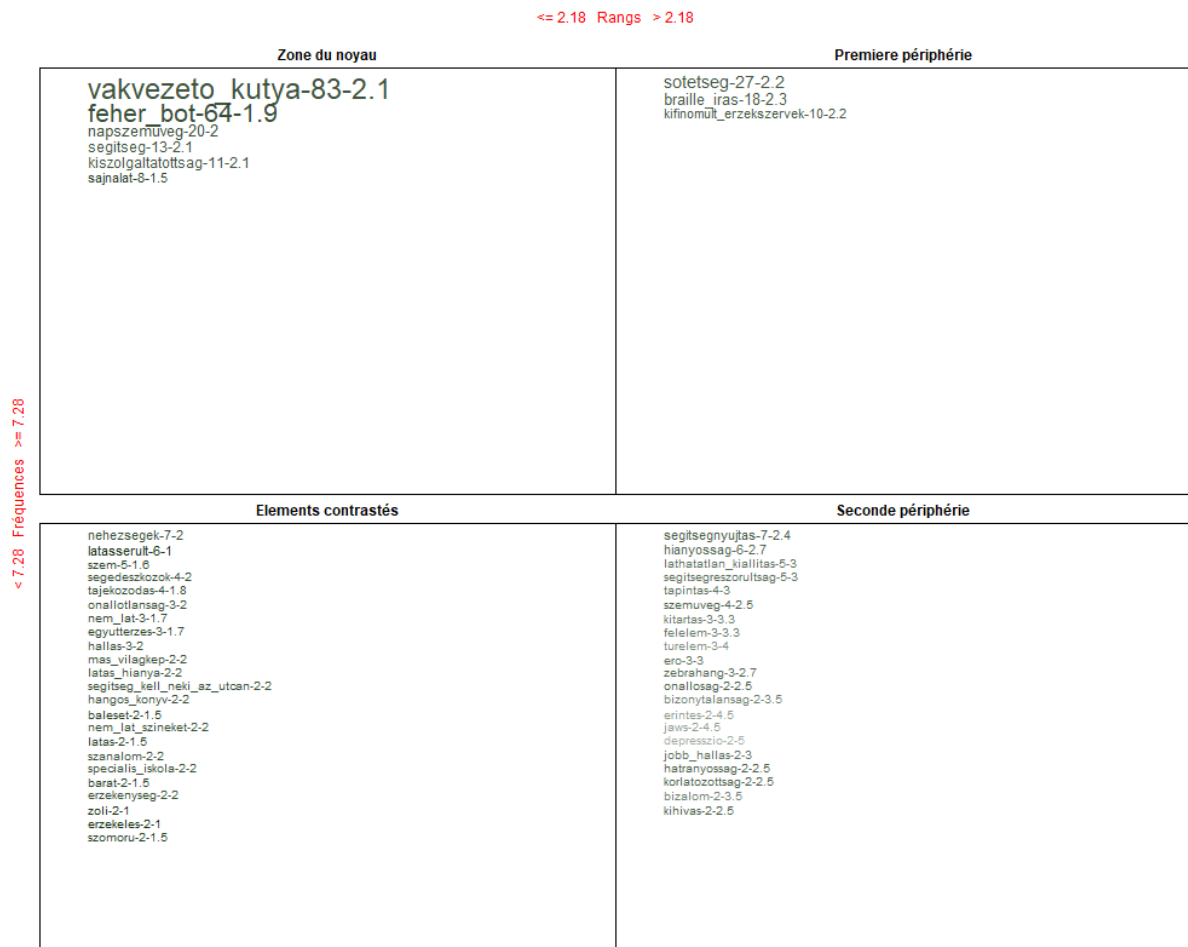 <= 2.18 Rangs > 2.18
Zone du noyau
vakvezeto_kutya-83-2.1
feher_bot-64-1.9
napszemuveg-20-2
segitseg-13-2.1
kiszolgaltatottsag-11-2.1
sajnalat-8-1.5
Premiere périphérie
sotetseg-27-2.2
braille_iras-18-2.3
kifinomult_erzekszervek-10-2.2
< 7.28 Fréquences >= 7.28
Elements contrastés
nehezsegek-7-2
latasserult-6-1
szem-5-1.6
segedeszkozok-4-2
tajekozodas-4-1.8
onallotlansag-3-2
nem_lat-3-1.7
egyutterzes-3-1.7
hallas-3-2
mas_vilagkep-2-2
latas_hianya-2-2
segitseg_kell_neki_az_utcan-2-2
hangos_konyv-2-2
baleset-2-1.5
nem_lat_szineket-2-2
latas-2-1.5
szanalom-2-2
specialis_iskola-2-2
barat-2-1.5
erzekenyseg-2-2
zoli-2-1
erzekeles-2-1
szomoru-2-1.5
Seconde périphérie
segitsegnyujtas-7-2.4
hianyossag-6-2.7
lathatatlan_kiallitas-5-3
segitsegreszorultsag-5-3
tapintas-4-3
szemuveg-4-2.5
kitartas-3-3.3
felelem-3-3.3
turelem-3-4
ero-3-3
zebrahang-3-2.7
onallosag-2-2.5
bizonytalansag-2-3.5
erintes-2-4.5
jaws-2-4.5
depresszio-2-5
jobb_hallas-2-3
hatranyossag-2-2.5
korlatozottsag-2-2.5
bizalom-2-3.5
kihivas-2-2.5